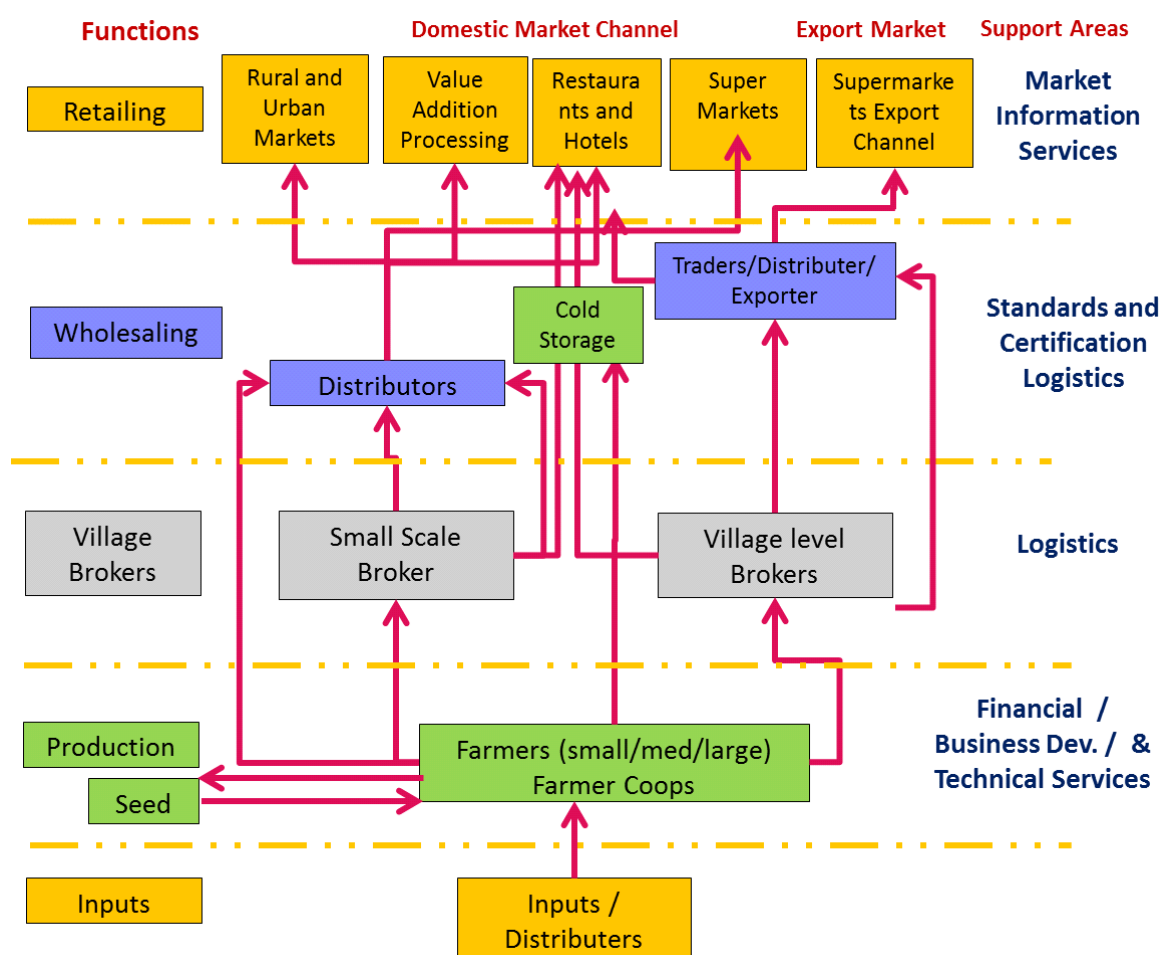 Functions
Domestic Market Channel
Export Market
Support Areas
Retailing
Rural and
Urban
Markets
Value
Addition
Processing
Restaura
nts and
Hotels
Super
Markets
Supermarke
ts Export
Channel
Market
Information
Services
Wholesaling
Distributors
Cold
Storage
Traders/Distributer/
Exporter
Standards and
Certification
Logistics
Village
Brokers
Small Scale
Broker
Village level
Brokers
Logistics
Production
Seed
Farmers (small/med/large)
Farmer Coops
Financial /
Business Dev. / &
Technical Services
Inputs
Inputs /
Distributers